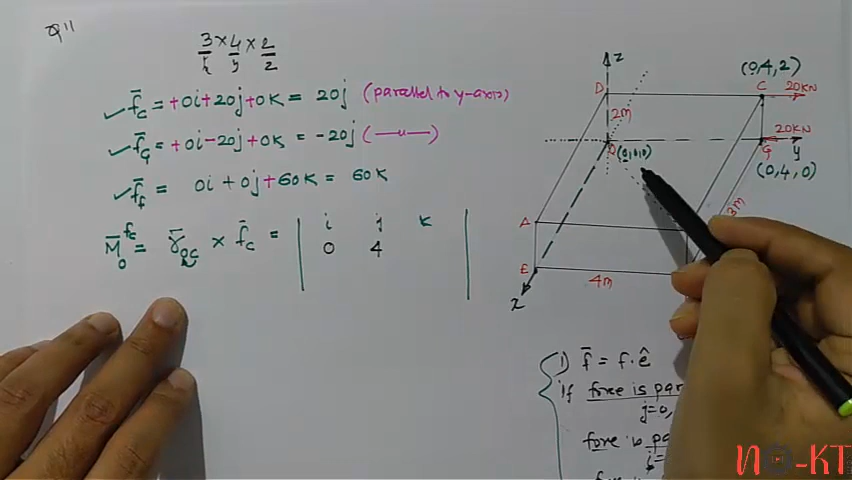 Q11
3 × 4 × 2
x y z
f̄c = +0i+20j+0K = 20j (parallel to y-axis)
f̄G = +0i-20j+0K = -20j ( —〃— )
f̄f = 0i + 0j + 60K = 60K
M̄o^fc = r̄oc × f̄c = | i j K
0 4 |
z
(0,4,2)
D C 20KN
2M
20KN
O (0,0,0) G y
(0,4,0)
3M
A
E
4M
x
1) f̄ = f·ê
If force is par
j=0,
force is pa
i=
N -KT